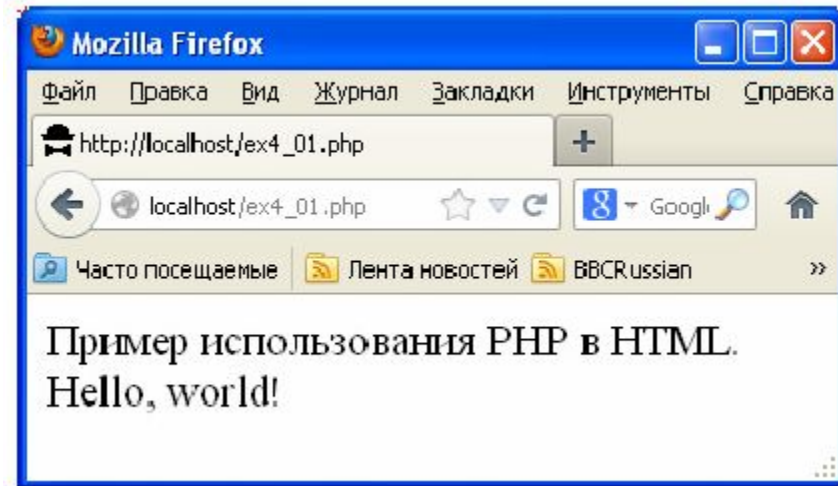 Mozilla Firefox
Файл Правка Вид Журнал Закладки Инструменты Справка
http://localhost/ex4_01.php
localhost/ex4_01.php Googl
Часто посещаемые Лента новостей BBCRussian »
Пример использования PHP в HTML.
Hello, world!